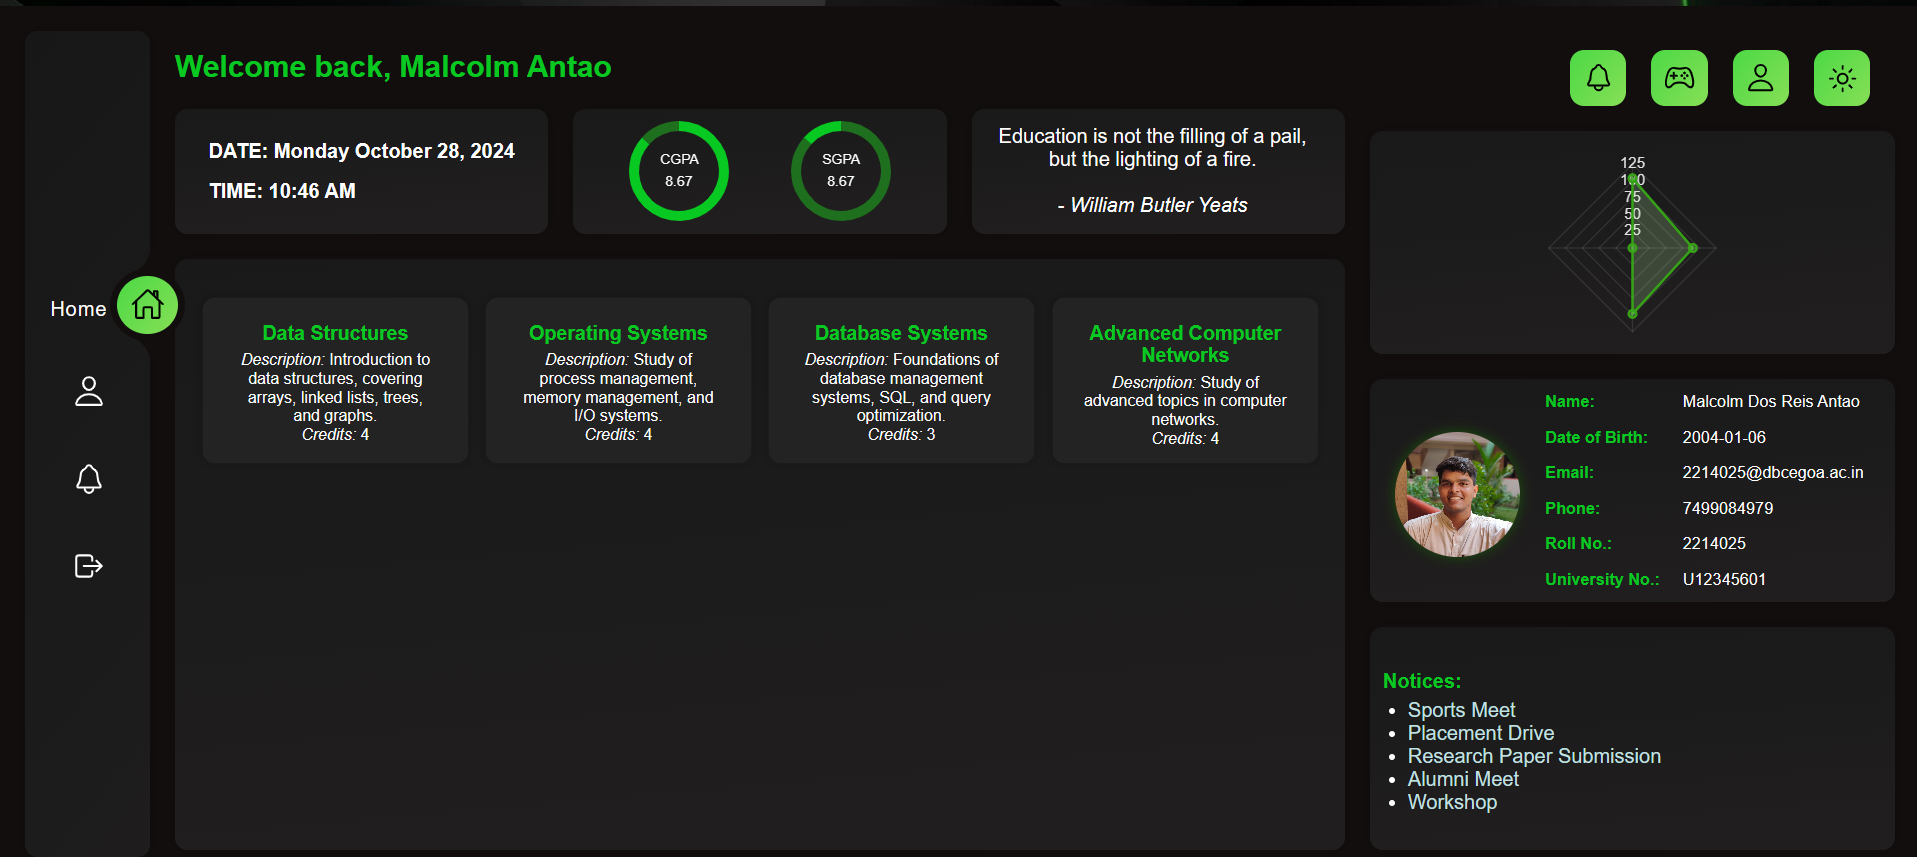 Welcome back, Malcolm Antao
DATE: Monday October 28, 2024
TIME: 10:46 AM
CGPA
8.67
SGPA
8.67
Education is not the filling of a pail,
but the lighting of a fire.
- William Butler Yeats
Home
Data Structures
Description: Introduction to
data structures, covering
arrays, linked lists, trees,
and graphs.
Credits: 4
Operating Systems
Description: Study of
process management,
memory management, and
I/O systems.
Credits: 4
Database Systems
Description: Foundations of
database management
systems, SQL, and query
optimization.
Credits: 3
Advanced Computer
Networks
Description: Study of
advanced topics in computer
networks.
Credits: 4
125
100
75
50
25
Name: Malcolm Dos Reis Antao
Date of Birth: 2004-01-06
Email: 2214025@dbcegoa.ac.in
Phone: 7499084979
Roll No.: 2214025
University No.: U12345601
Notices:
• Sports Meet
• Placement Drive
• Research Paper Submission
• Alumni Meet
• Workshop